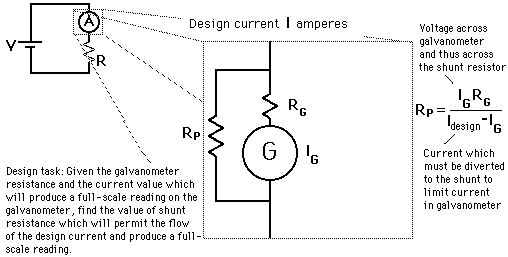 A
Design current I amperes
V
R
Voltage across
galvanometer
and thus across
the shunt resistor
R_P
R_G
G
I_G
R_P = I_G R_G / I_design - I_G
Current which
must be diverted
to the shunt to
limit current
in galvanometer
Design task: Given the galvanometer
resistance and the current value which
will produce a full-scale reading on the
galvanometer, find the value of shunt
resistance which will permit the flow
of the design current and produce a full-
scale reading.